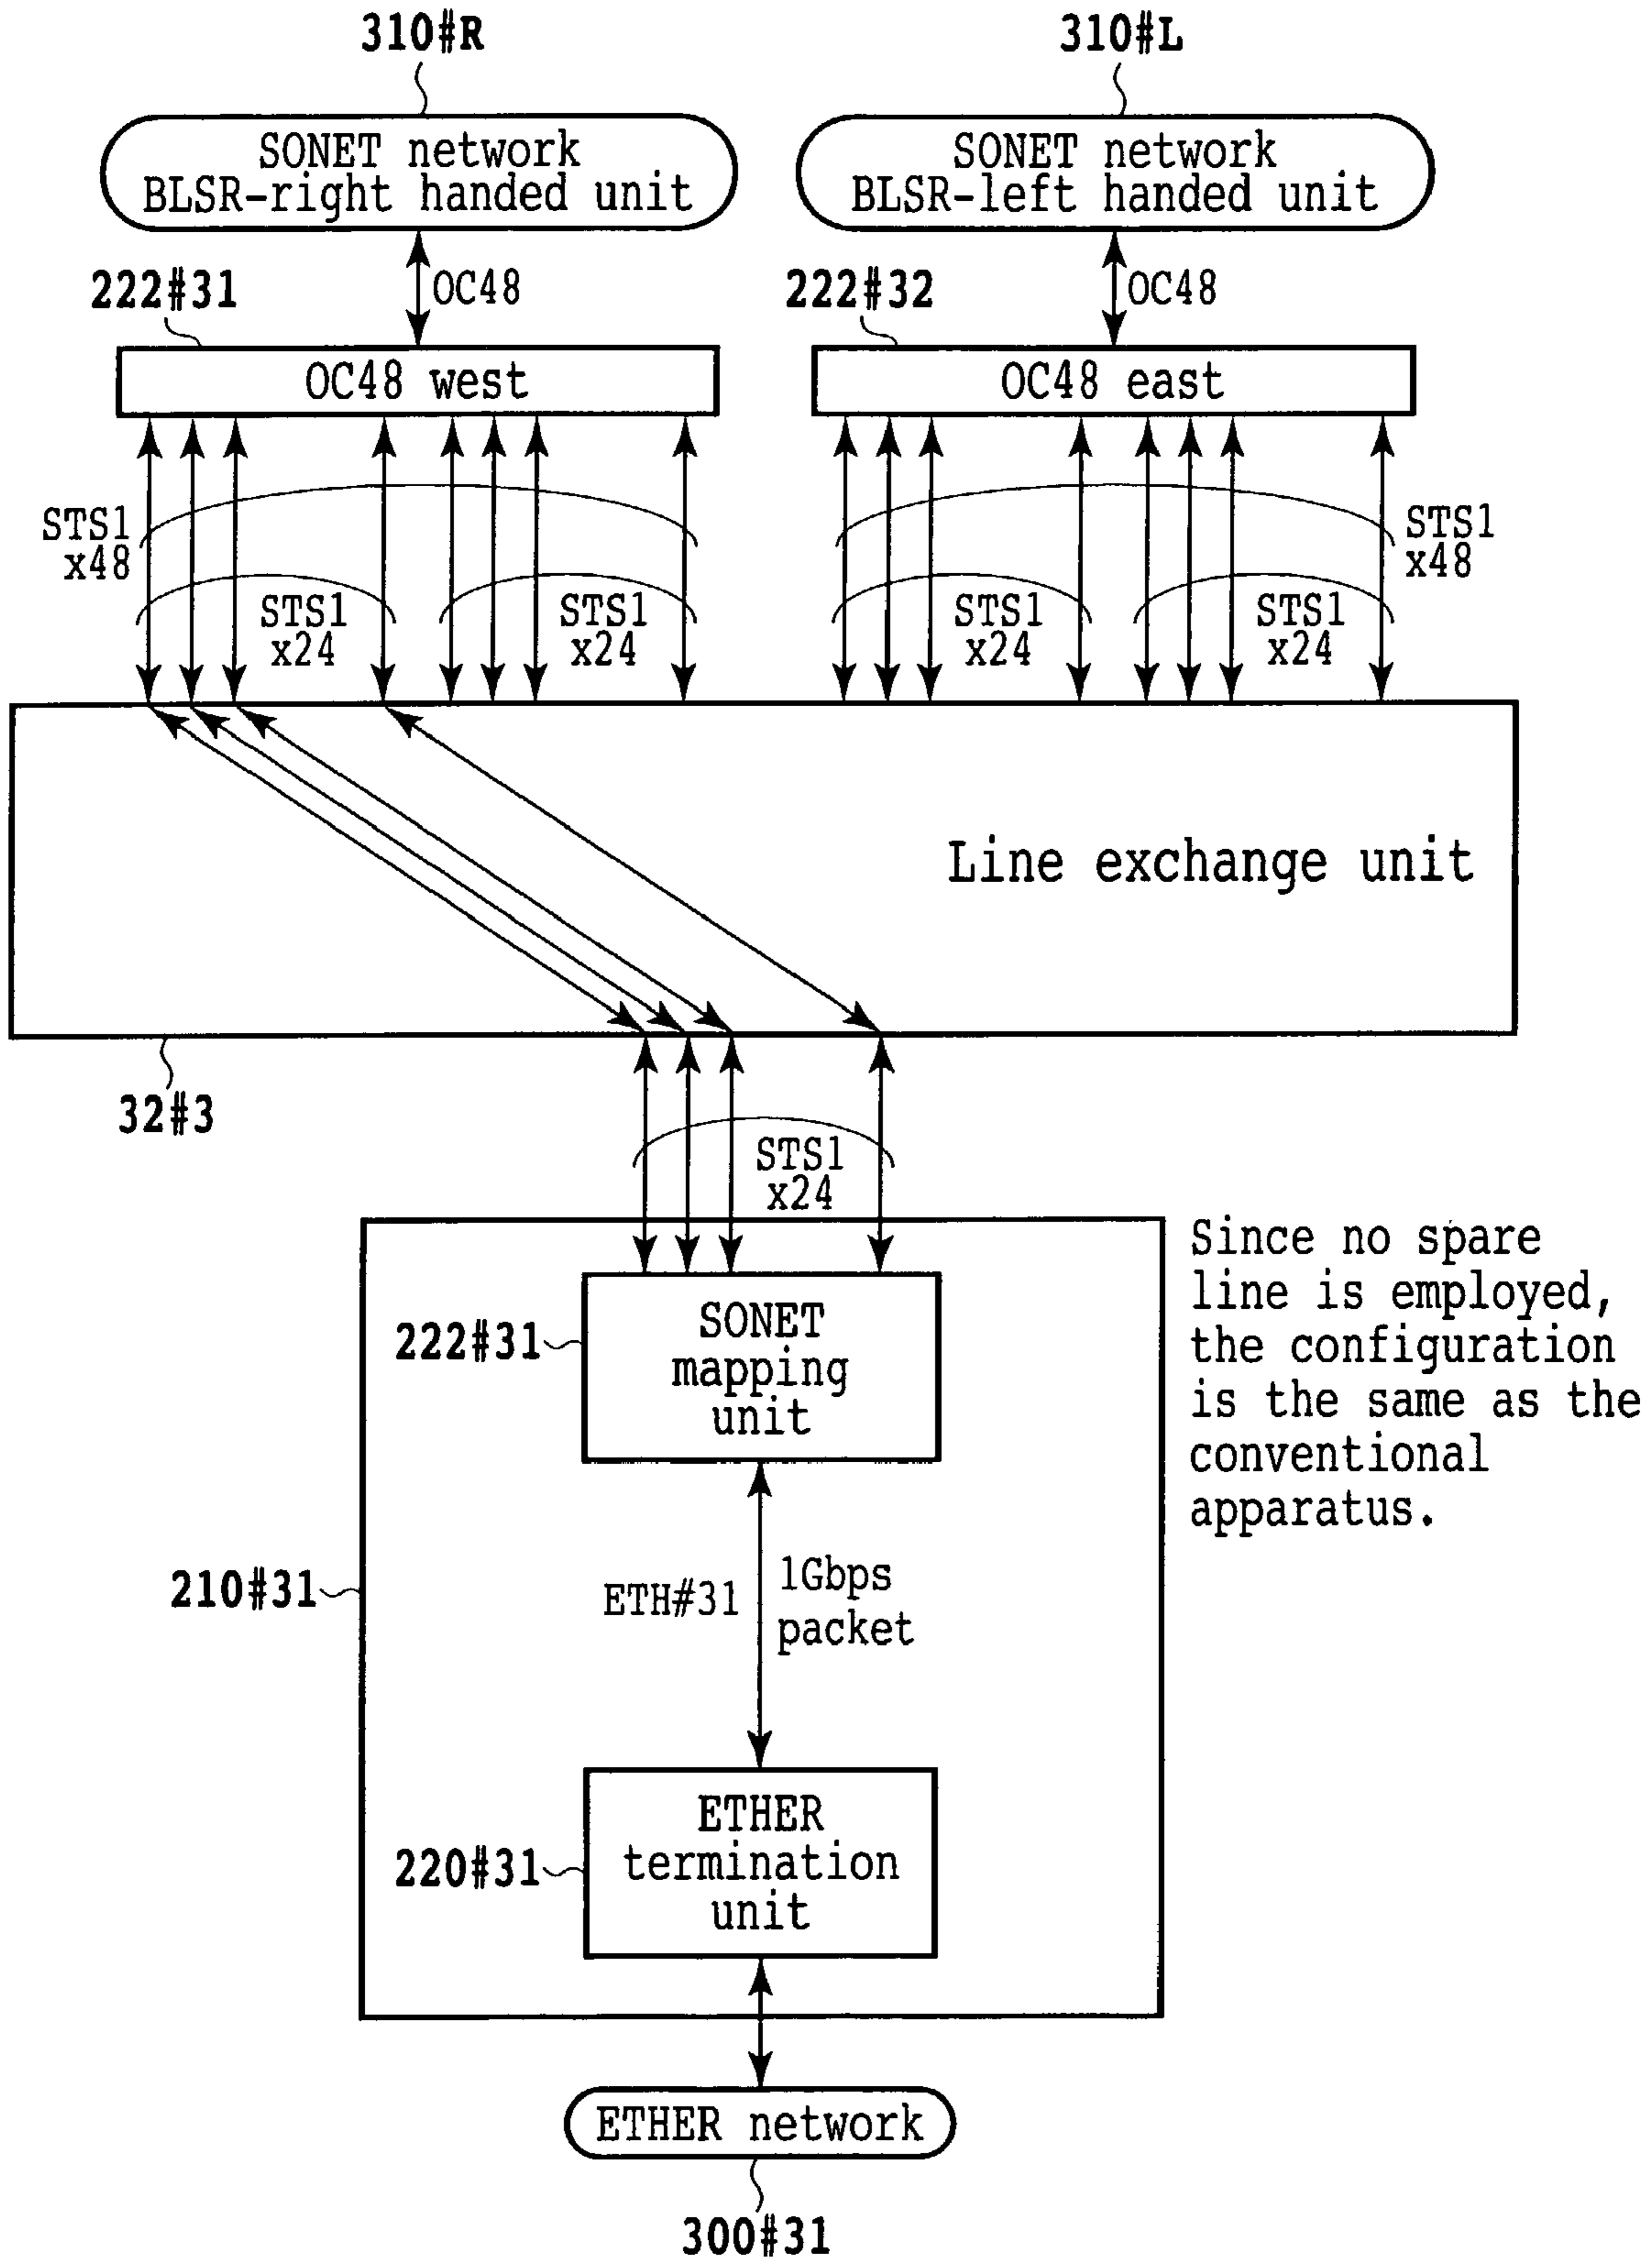 310#R
310#L
SONET network
BLSR-right handed unit
SONET network
BLSR-left handed unit
222#31
OC48
222#32
OC48
OC48 west
OC48 east
STS1
x48
STS1
x24
STS1
x24
STS1
x24
STS1
x24
STS1
x48
Line exchange unit
32#3
STS1
x24
SONET
mapping
unit
222#31
Since no spare
line is employed,
the configuration
is the same as the
conventional
apparatus.
210#31
ETH#31
1Gbps
packet
ETHER
termination
unit
220#31
ETHER network
300#31